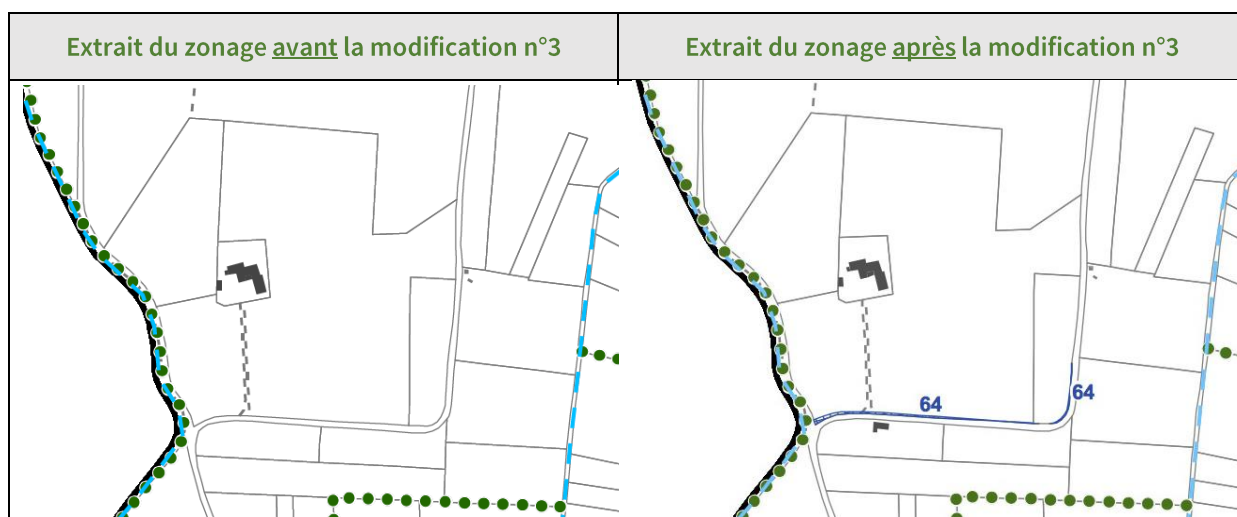 Extrait du zonage avant la modification n°3
Extrait du zonage après la modification n°3
64
64